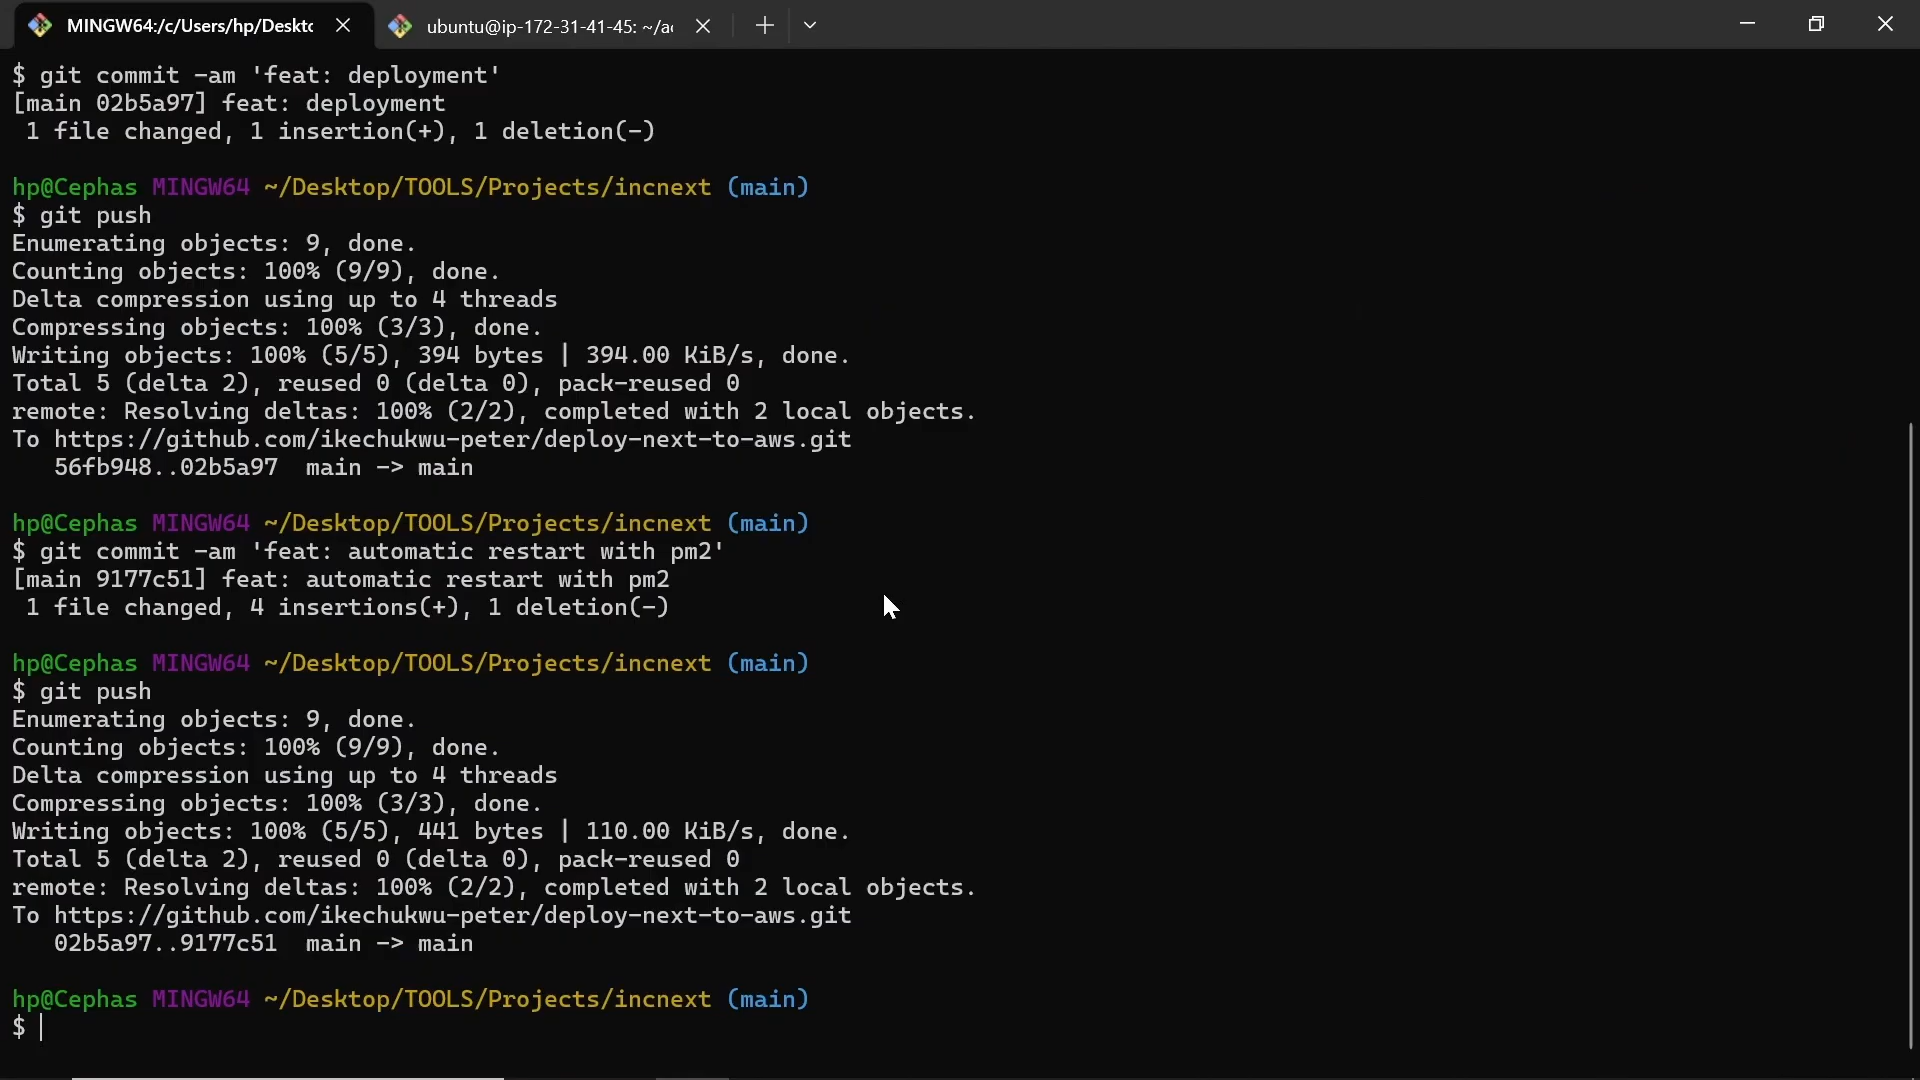 MINGW64:/c/Users/hp/Deskto
ubuntu@ip-172-31-41-45: ~/a
$ git commit -am 'feat: deployment'
[main 02b5a97] feat: deployment
 1 file changed, 1 insertion(+), 1 deletion(-)
hp@Cephas MINGW64 ~/Desktop/TOOLS/Projects/incnext (main)
$ git push
Enumerating objects: 9, done.
Counting objects: 100% (9/9), done.
Delta compression using up to 4 threads
Compressing objects: 100% (3/3), done.
Writing objects: 100% (5/5), 394 bytes | 394.00 KiB/s, done.
Total 5 (delta 2), reused 0 (delta 0), pack-reused 0
remote: Resolving deltas: 100% (2/2), completed with 2 local objects.
To https://github.com/ikechukwu-peter/deploy-next-to-aws.git
   56fb948..02b5a97  main -> main
hp@Cephas MINGW64 ~/Desktop/TOOLS/Projects/incnext (main)
$ git commit -am 'feat: automatic restart with pm2'
[main 9177c51] feat: automatic restart with pm2
 1 file changed, 4 insertions(+), 1 deletion(-)
hp@Cephas MINGW64 ~/Desktop/TOOLS/Projects/incnext (main)
$ git push
Enumerating objects: 9, done.
Counting objects: 100% (9/9), done.
Delta compression using up to 4 threads
Compressing objects: 100% (3/3), done.
Writing objects: 100% (5/5), 441 bytes | 110.00 KiB/s, done.
Total 5 (delta 2), reused 0 (delta 0), pack-reused 0
remote: Resolving deltas: 100% (2/2), completed with 2 local objects.
To https://github.com/ikechukwu-peter/deploy-next-to-aws.git
   02b5a97..9177c51  main -> main
hp@Cephas MINGW64 ~/Desktop/TOOLS/Projects/incnext (main)
$